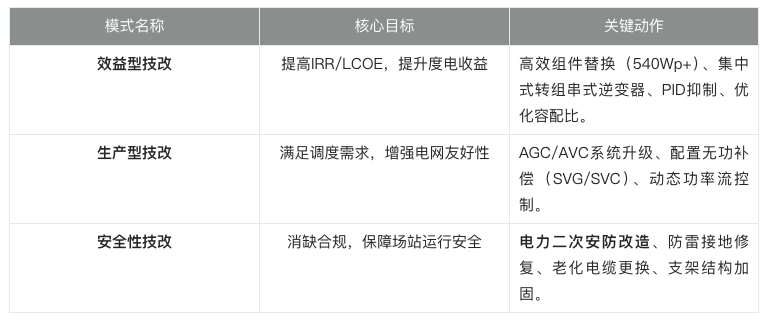 模式名称 核心目标 关键动作
效益型技改 提高IRR/LCOE，提升度电收益 高效组件替换（540Wp+）、集中
式转组串式逆变器、PID抑制、优
化容配比。
生产型技改 满足调度需求，增强电网友好性 AGC/AVC系统升级、配置无功补
偿（SVG/SVC）、动态功率流控
制。
安全性技改 消缺合规，保障场站运行安全 电力二次安防改造、防雷接地修
复、老化电缆更换、支架结构加
固。